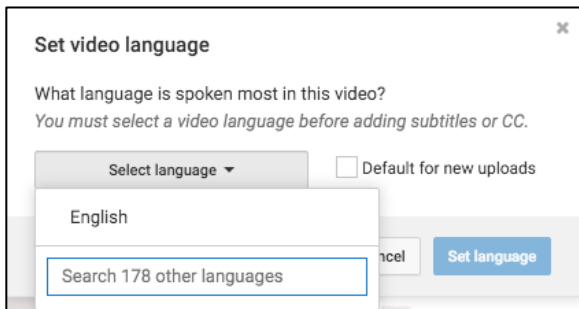 Set video language
What language is spoken most in this video?
You must select a video language before adding subtitles or CC.
Select language
Default for new uploads
English
Search 178 other languages
ncel
Set language